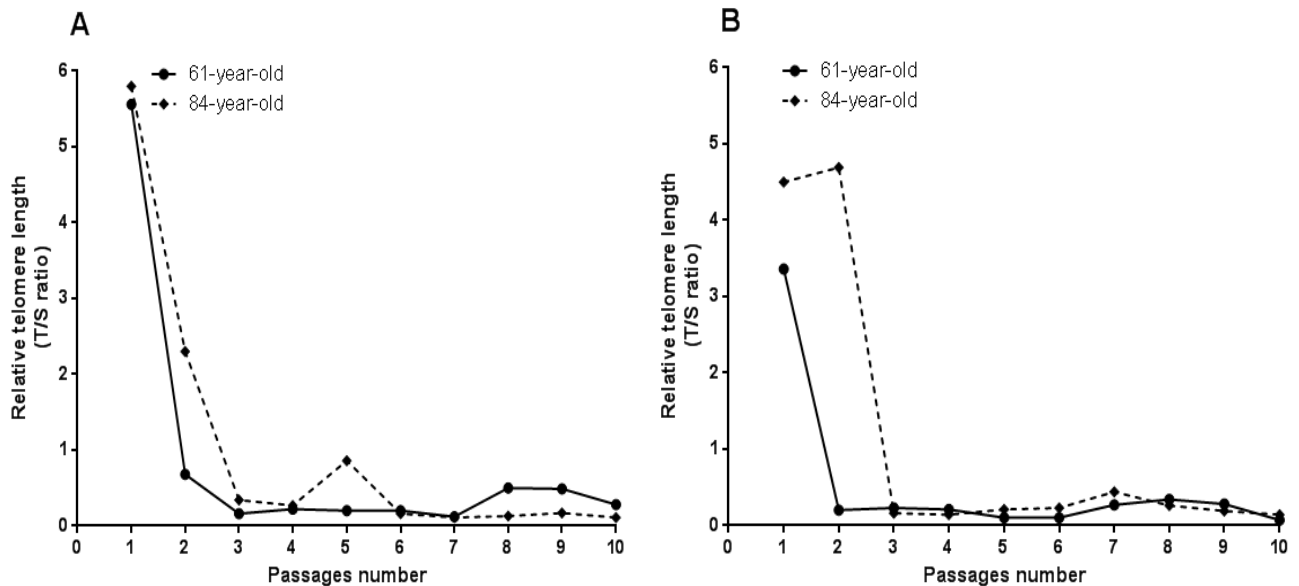 A
61-year-old
84-year-old
6
5
4
3
2
1
0
Relative telomere length
(T/S ratio)
0 1 2 3 4 5 6 7 8 9 10
Passages number
B
61-year-old
84-year-old
6
5
4
3
2
1
0
Relative telomere length
(T/S ratio)
0 1 2 3 4 5 6 7 8 9 10
Passages number